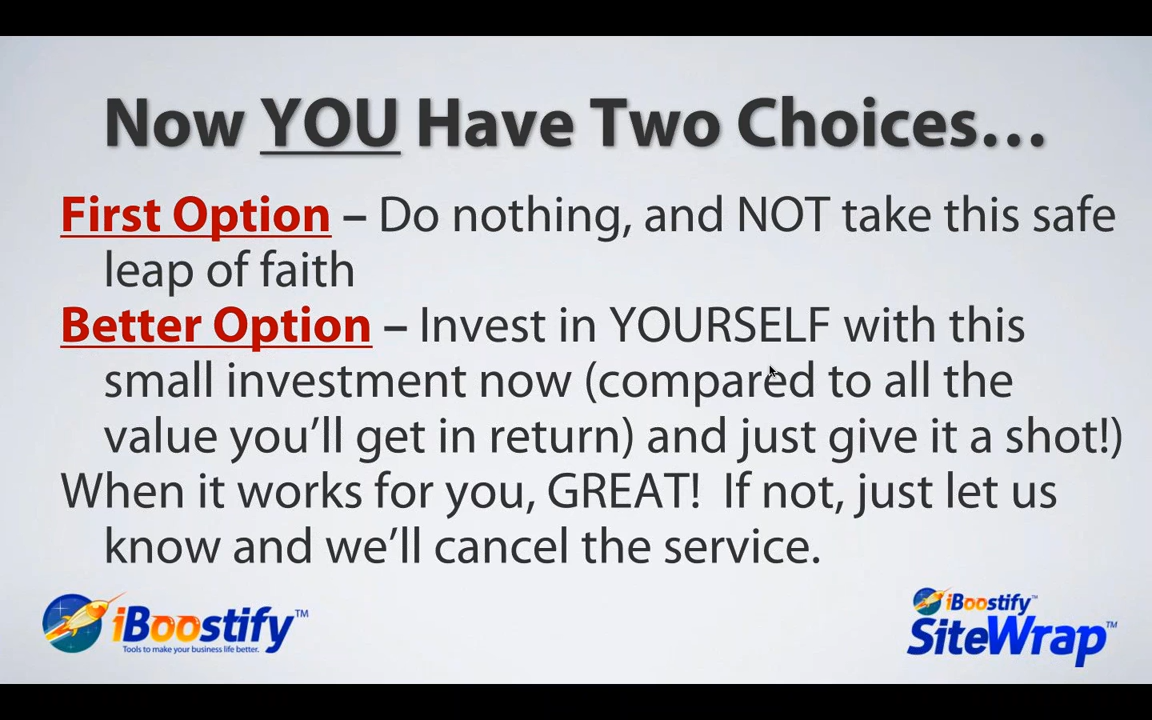 Now YOU Have Two Choices…
First Option – Do nothing, and NOT take this safe
leap of faith
Better Option – Invest in YOURSELF with this
small investment now (compared to all the
value you’ll get in return) and just give it a shot!)
When it works for you, GREAT!  If not, just let us
know and we’ll cancel the service.
iBoostify™
Tools to make your business life better.
iBoostify™
SiteWrap™